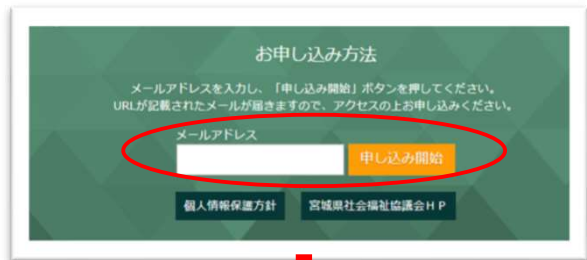 お申し込み方法
メールアドレスを入力し、「申し込み開始」ボタンを押してください。
URLが記載されたメールが届きますので、アクセスの上お申し込みください。
メールアドレス
申し込み開始
個人情報保護方針 宮城県社会福祉協議会HP